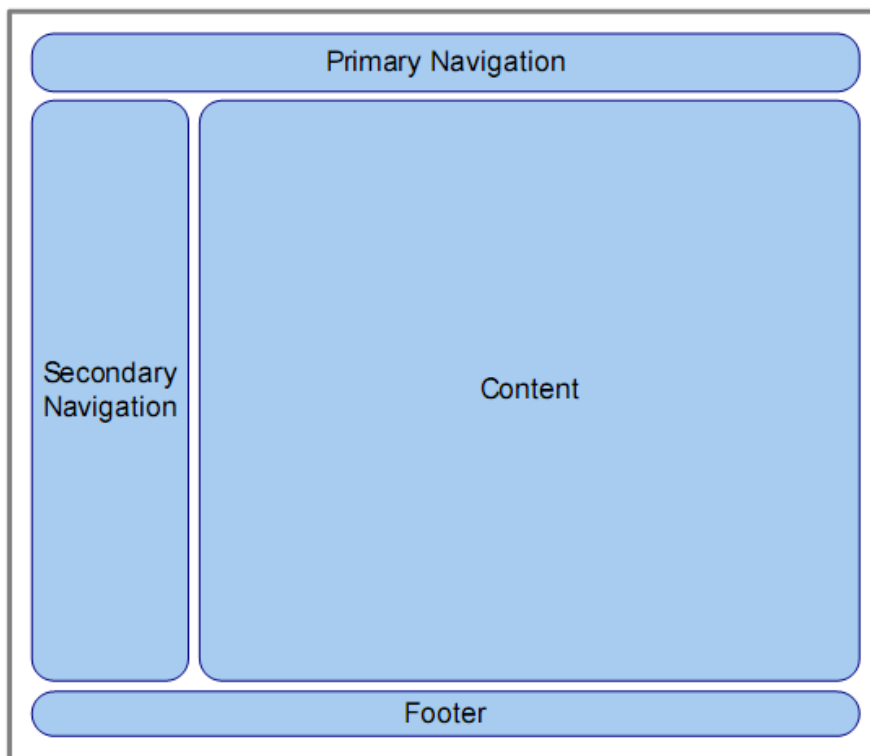 Primary Navigation
Secondary
Navigation
Content
Footer